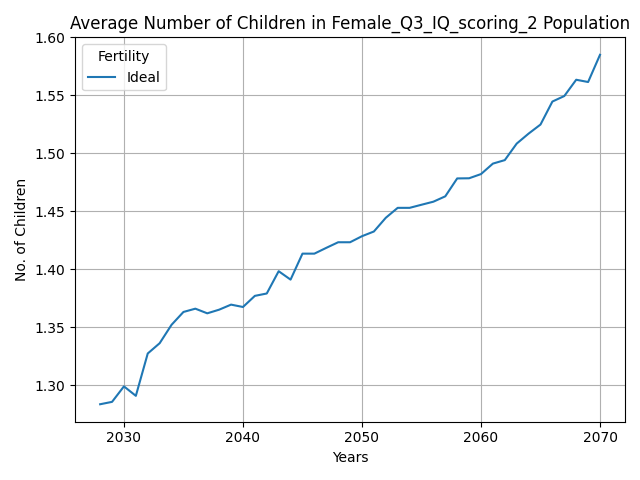 Average Number of Children in Female_Q3_IQ_scoring_2 Population
Fertility
Ideal
No. of Children
1.60
1.55
1.50
1.45
1.40
1.35
1.30
2030 2040 2050 2060 2070
Years